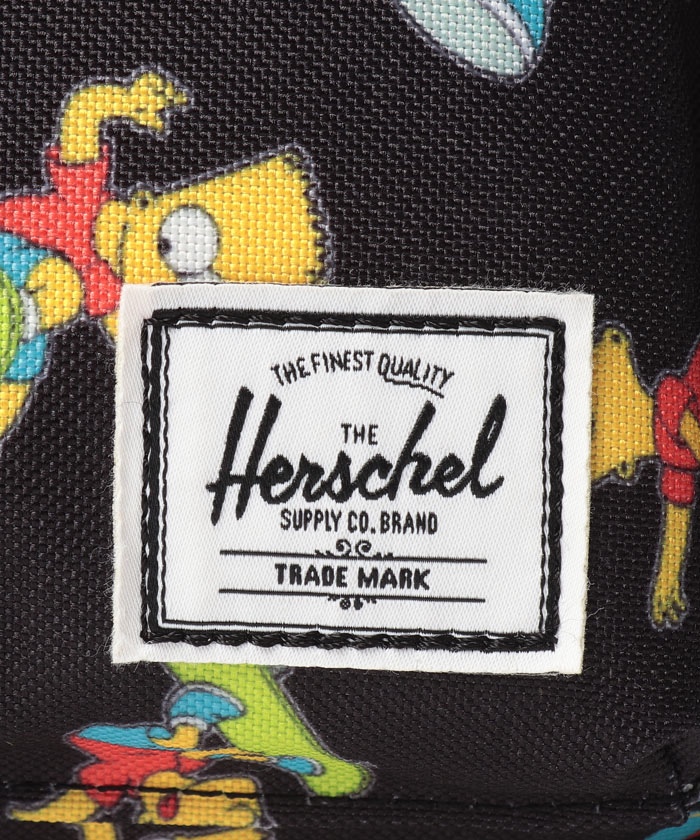 THE FINEST QUALITY
THE
Herschel
SUPPLY CO. BRAND
TRADE MARK